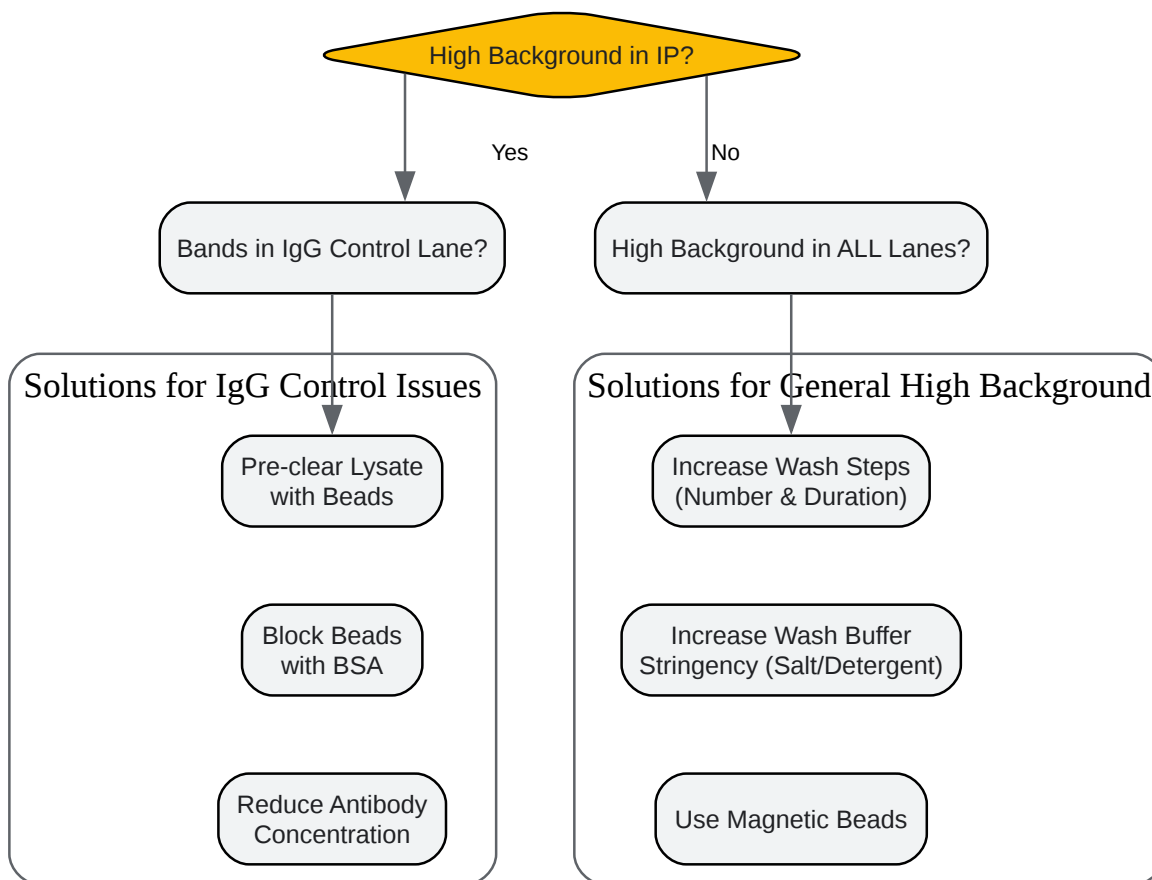 High Background in IP?
Yes
No
Bands in IgG Control Lane?
High Background in ALL Lanes?
Solutions for IgG Control Issues
Solutions for General High Background
Pre-clear Lysate
with Beads
Increase Wash Steps
(Number & Duration)
Block Beads
with BSA
Increase Wash Buffer
Stringency (Salt/Detergent)
Reduce Antibody
Concentration
Use Magnetic Beads